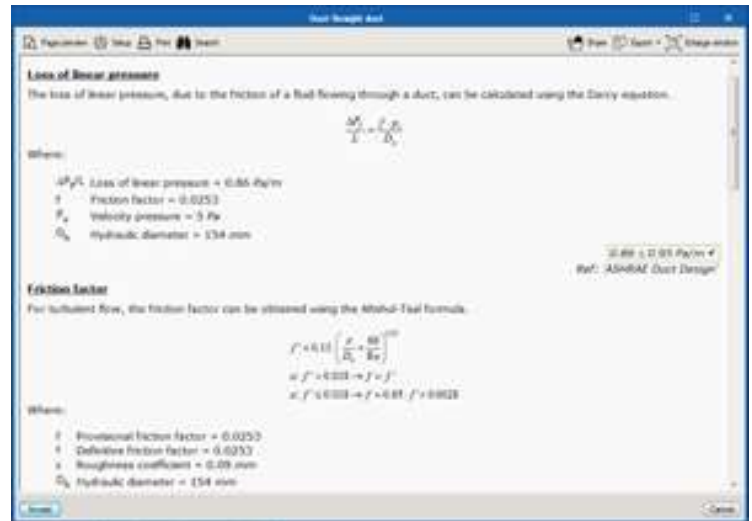 Duct Straight duct
Page preview Setup Print Search Share Export Enlarge window
Loss of linear pressure
The loss of linear pressure, due to the friction of a fluid flowing through a duct, can be calculated using the Darcy equation.
Where:
Loss of linear pressure = 0.86 Pa/m
f Friction factor = 0.0253
Pv Velocity pressure = 5 Pa
Dh Hydraulic diameter = 154 mm
Ref: 'ASHRAE Duct Design'
Friction factor
For turbulent flow, the friction factor can be obtained using the Altshul-Tsal formula.
Where:
f' Provisional friction factor = 0.0253
f Definitive friction factor = 0.0253
Roughness coefficient = 0.09 mm
Dh Hydraulic diameter = 154 mm
Accept Cancel